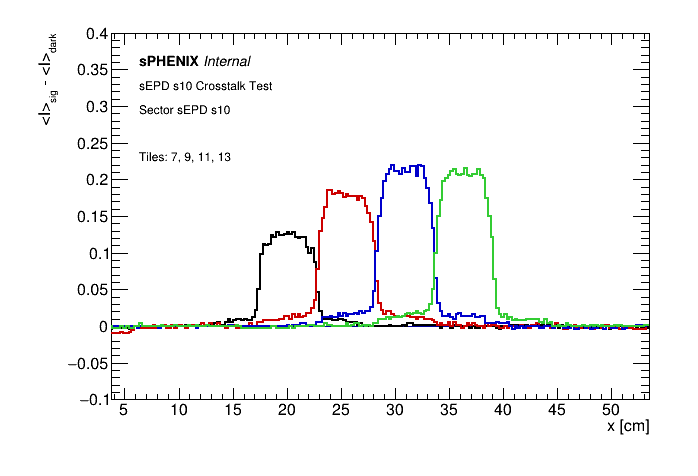 <I>sig - <I>dark
0.4
0.35
0.3
0.25
0.2
0.15
0.1
0.05
0
−0.05
−0.1
sPHENIX Internal
sEPD s10 Crosstalk Test
Sector sEPD s10
Tiles: 7, 9, 11, 13
5 10 15 20 25 30 35 40 45 50
x [cm]